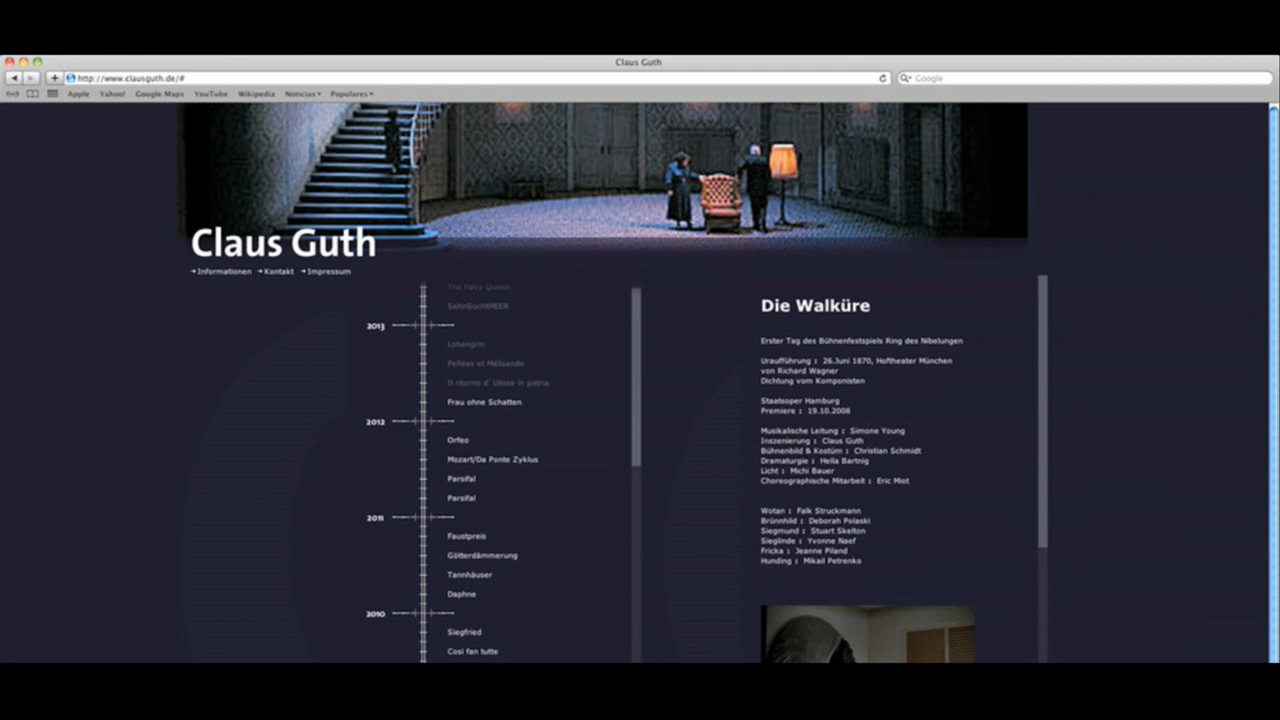 Claus Guth
http://www.clausguth.de/#
Google
Apple Yahoo! Google Maps YouTube Wikipedia Noticias Populares
Claus Guth
Informationen Kontakt Impressum
The Fairy Queen
SehnSuchtMEER
2013
Lohengrin
Pelléas et Mélisande
Il ritorno d´Ulisse in patria
Frau ohne Schatten
2012
Orfeo
Mozart/Da Ponte Zyklus
Parsifal
Parsifal
2011
Faustpreis
Götterdämmerung
Tannhäuser
Daphne
2010
Siegfried
Cosi fan tutte
Die Walküre
Erster Tag des Bühnenfestspiels Ring des Nibelungen
Uraufführung : 26.Juni 1870, Hoftheater München
von Richard Wagner
Dichtung vom Komponisten
Staatsoper Hamburg
Premiere : 19.10.2008
Musikalische Leitung : Simone Young
Inszenierung : Claus Guth
Bühnenbild & Kostüm : Christian Schmidt
Dramaturgie : Hella Bartnig
Licht : Michi Bauer
Choreographische Mitarbeit : Eric Miot
Wotan : Falk Struckmann
Brünnhild : Deborah Polaski
Siegmund : Stuart Skelton
Sieglinde : Yvonne Naef
Fricka : Jeanne Piland
Hunding : Mikail Petrenko